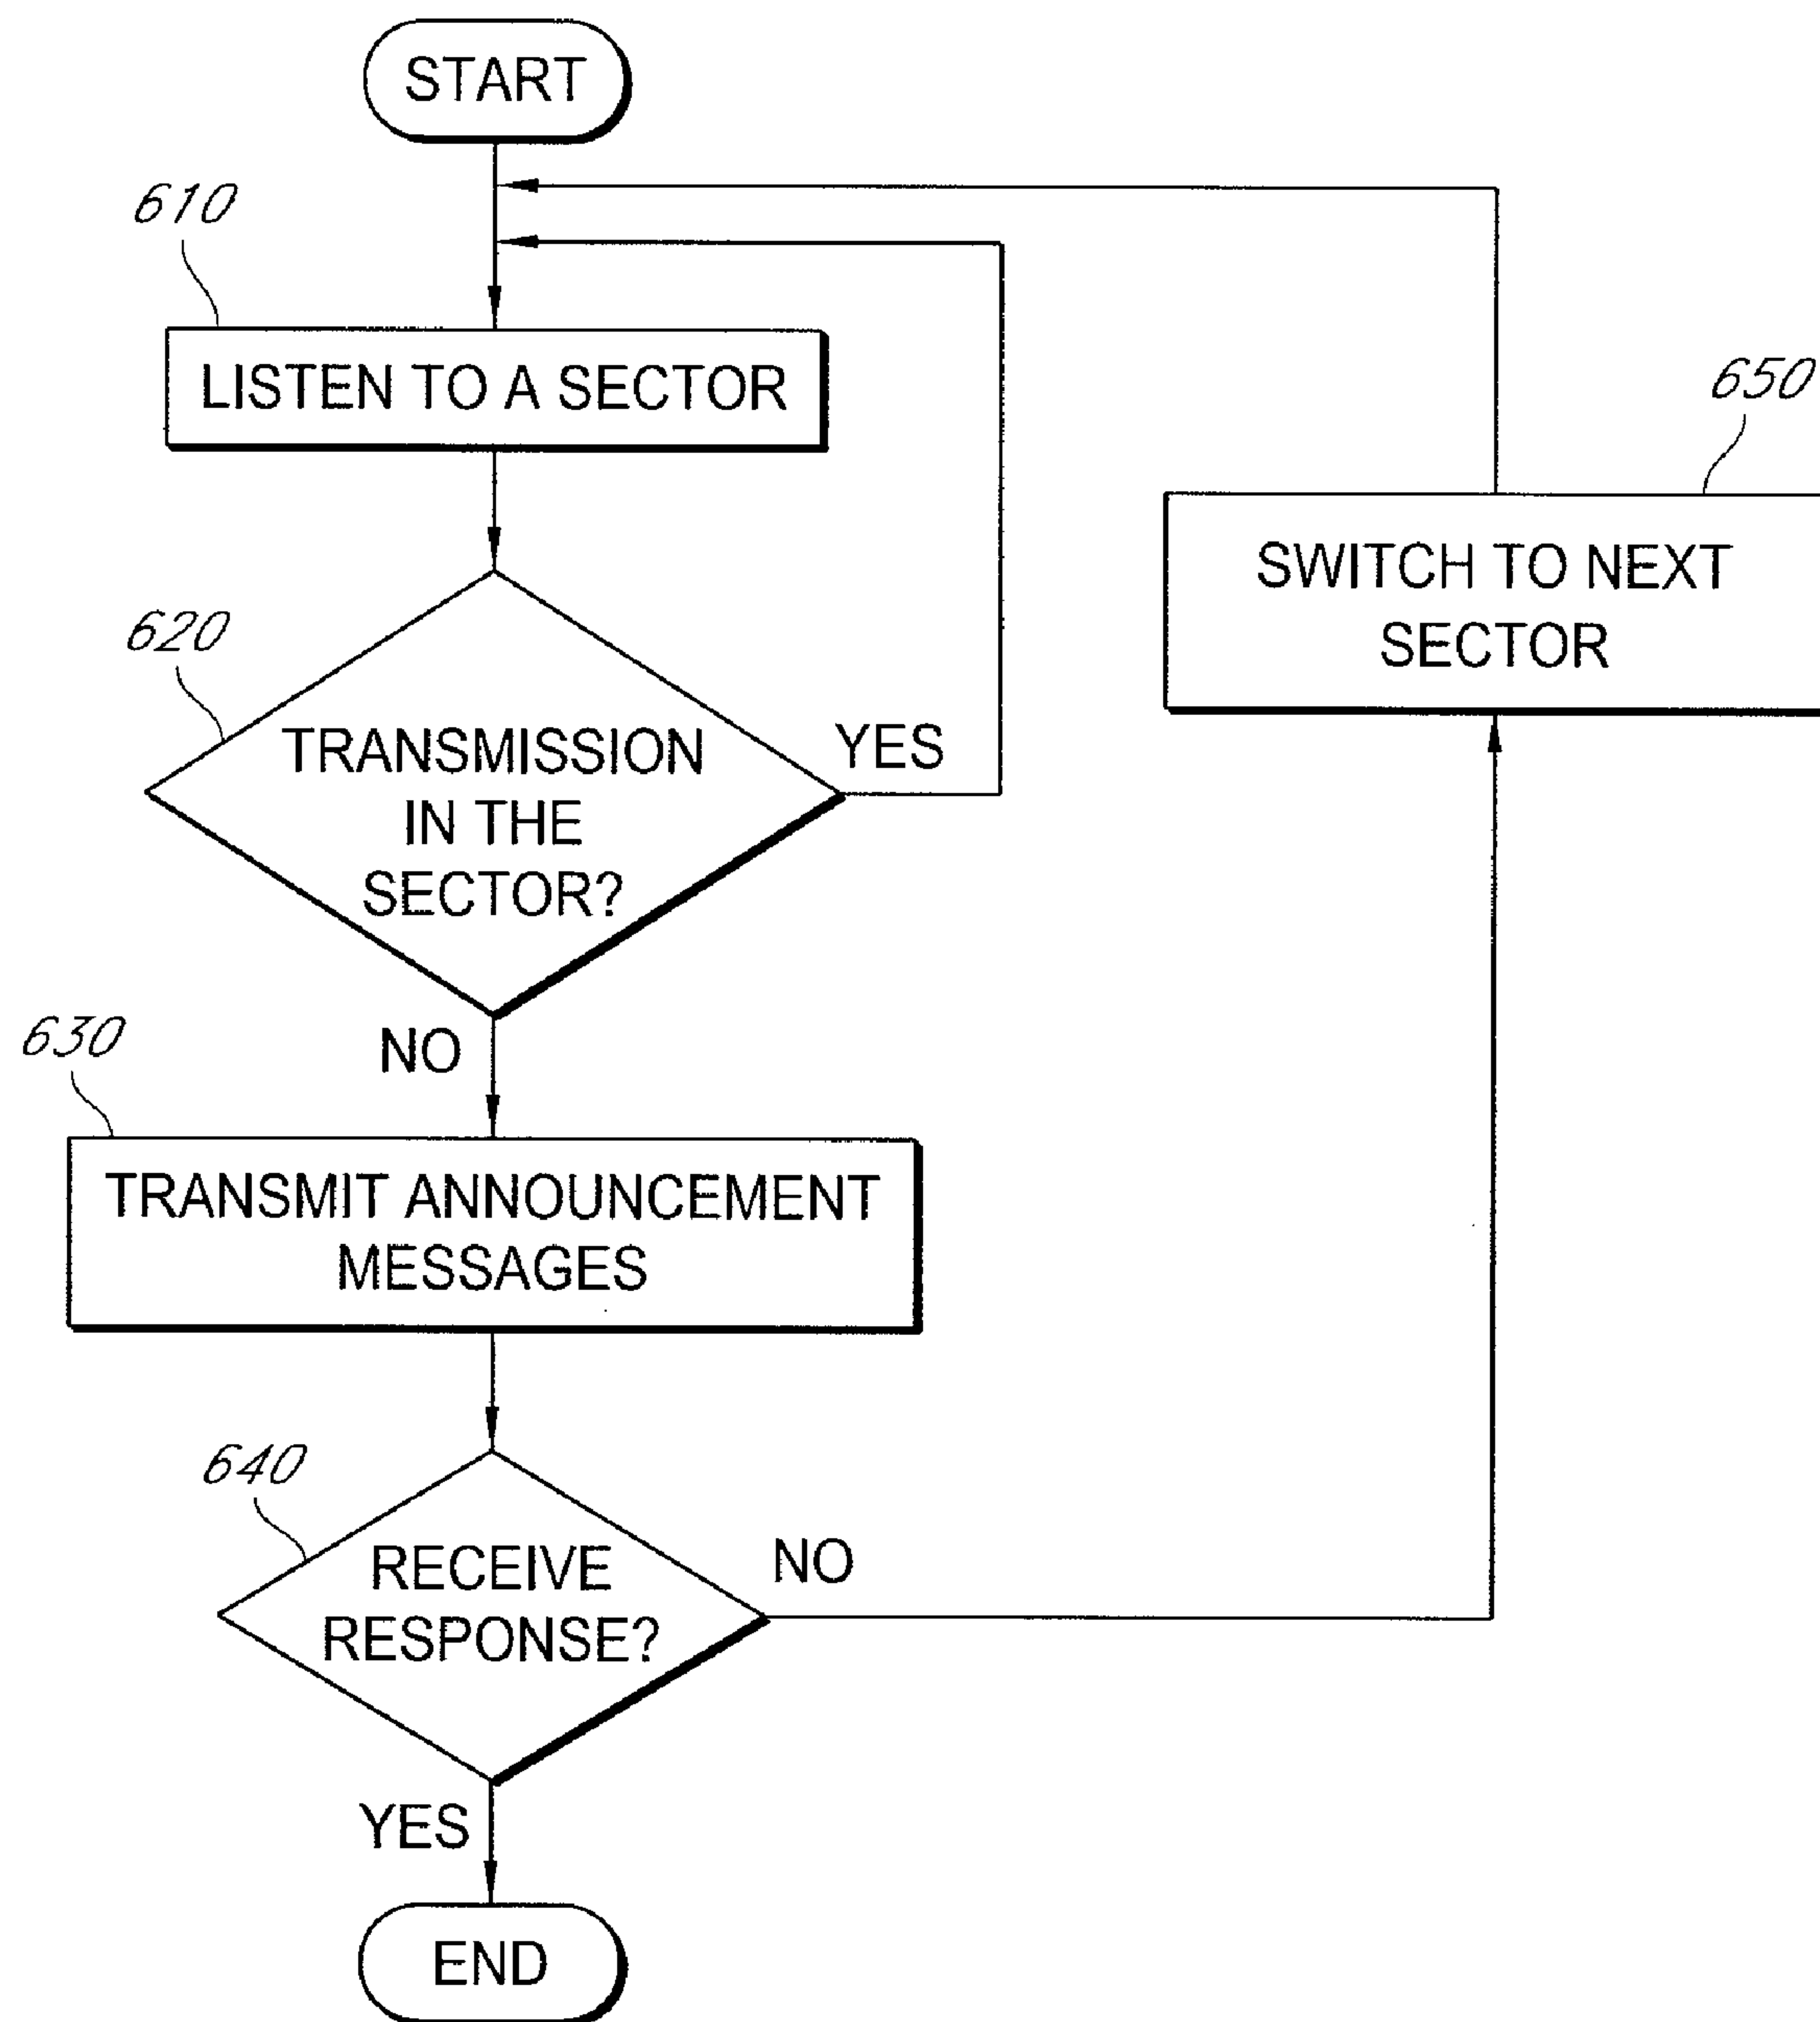 START
610
LISTEN TO A SECTOR
650
SWITCH TO NEXT
SECTOR
620
TRANSMISSION
IN THE
SECTOR?
YES
NO
630
TRANSMIT ANNOUNCEMENT
MESSAGES
640
RECEIVE
RESPONSE?
NO
YES
END